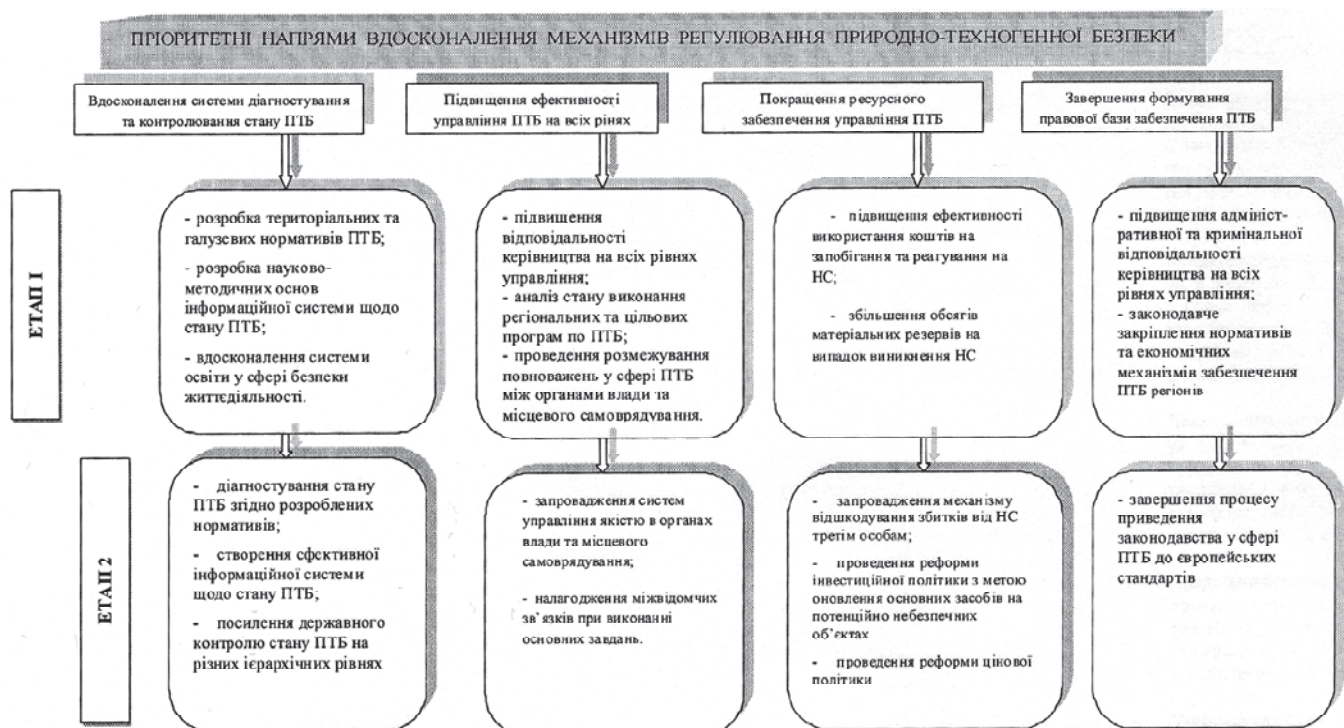 ПРІОРИТЕТНІ НАПРЯМИ ВДОСКОНАЛЕННЯ МЕХАНІЗМІВ РЕГУЛЮВАННЯ ПРИРОДНО-ТЕХНОГЕННОЇ БЕЗПЕКИ
Вдосконалення системи діагностування
та контролювання стану ПТБ
Підвищення ефективності
управління ПТБ на всіх рінях
Покращення ресурсного
забезпечення управління ПТБ
Завершення формування
правової бази забезпечення ПТБ
ЕТАП 1
- розробка територіальних та
галузевих нормативів ПТБ;
- розробка науково-
методичних основ
інформаційної системи щодо
стану ПТБ;
- вдосконалення системи
освіти у сфері безпеки
життєдіяльності.
- підвищення
відповідальності
керівництва на всіх рівнях
управління;
- аналіз стану виконання
регіональних та цільових
програм по ПТБ;
- проведення розмежування
повноважень у сфері ПТБ
між органами влади та
місцевого самоврядування.
- підвищення ефективності
використання коштів на
запобігання та реагування на
НС;
- збільшення обсягів
матеріальних резервів на
випадок виникнення НС
- підвищення адмініст-
ративної та кримінальної
відповідальності
керівництва на всіх
рівнях управління;
- законодавче
закріплення нормативів
та економічних
механізмів забезпечення
ПТБ регіонів
ЕТАП 2
- діагностування стану
ПТБ згідно розроблених
нормативів;
- створення ефективної
інформаційної системи
щодо стану ПТБ;
- посилення державного
контролю стану ПТБ на
різних ієрархічних рівнях
- запровадження систем
управління якістю в органах
влади та місцевого
самоврядування;
- налагодження міжвідомчих
зв'язків при виконанні
основних завдань.
- запровадження механізму
відшкодування збитків від НС
третім особам;
- проведення реформи
інвестиційної політики з метою
оновлення основних засобів на
потенційно небезпечних
об'єктах
- проведення реформи цінової
політики
- завершення процесу
приведення
законодавства у сфері
ПТБ до європейських
стандартів